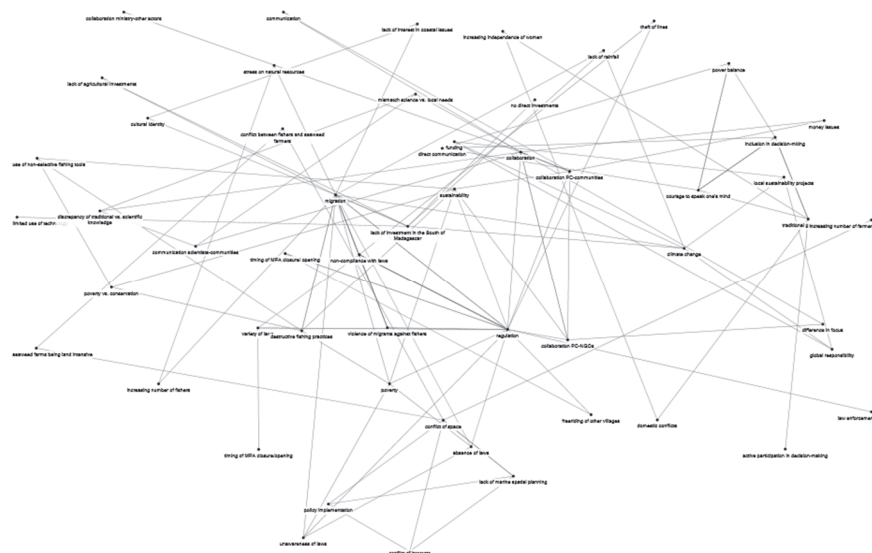 collaboration ministry-other actors
communication
lack of interest in coastal issues
increasing independence of women
theft of lines
lack of rainfall
stress on natural resources
power balance
lack of agricultural investments
mismatch science vs. local needs
no direct investments
cultural identity
conflict between fishers and seaweed
farmers
money issues
inclusion in decision-making
funding
direct communication
collaboration
use of non-selective fishing tools
collaboration PC-communities
local sustainability projects
courage to speak one's mind
migration
sustainability
discrepancy of traditional vs. scientific
knowledge
limited use of
traditional
increasing number of farmer
lack of investment in the South of
Madagascar
communication scientists-communities
timing of MPA closure/ opening
non-compliance with laws
climate change
poverty vs. conservation
variety of
destructive fishing practices
violence of migrants against fishers
regulation
difference in focus
collaboration PC-NGOs
global responsibility
seaweed farms being land intensive
increasing number of fishers
poverty
freeriding of other villages
domestic conflicts
law enforcemen
conflict of space
absence of laws
timing of MPA closure/opening
active participation in decision-making
lack of marine spatial planning
policy implementation
unawareness of laws